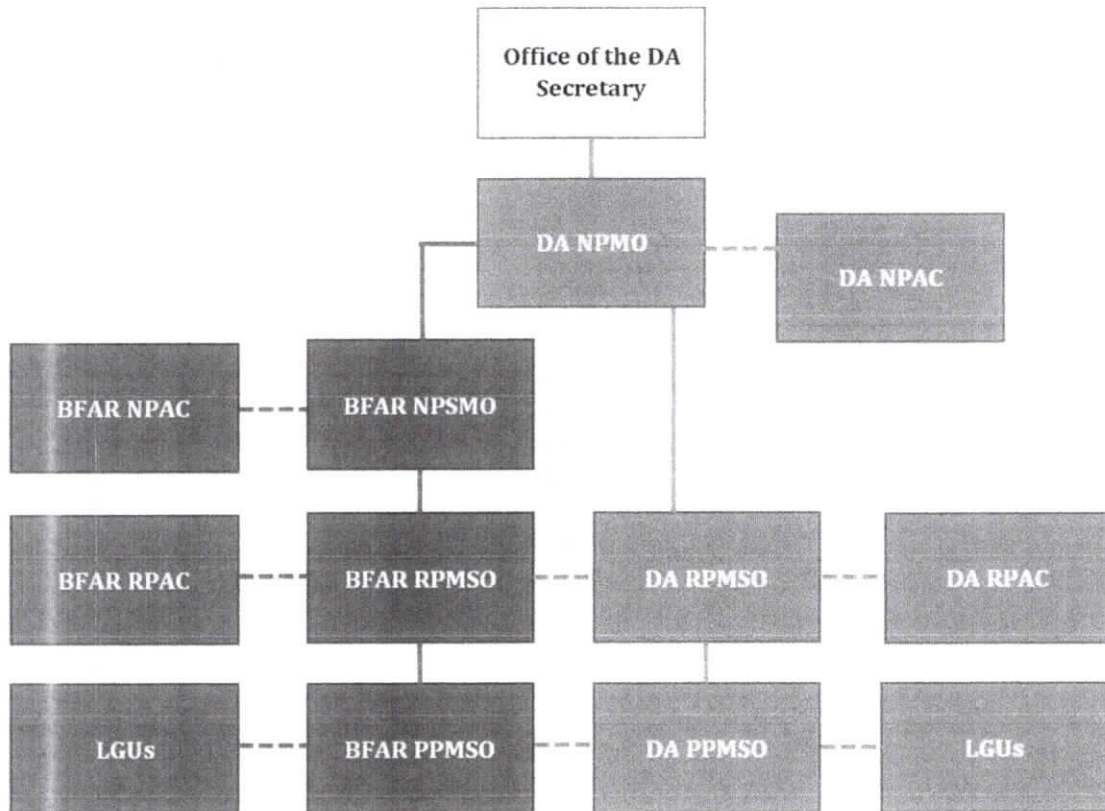 Office of the DA
Secretary
DA NPMO
DA NPAC
BFAR NPAC
BFAR NPSMO
BFAR RPAC
BFAR RPMSO
DA RPMSO
DA RPAC
LGUs
BFAR PPMSO
DA PPMSO
LGUs